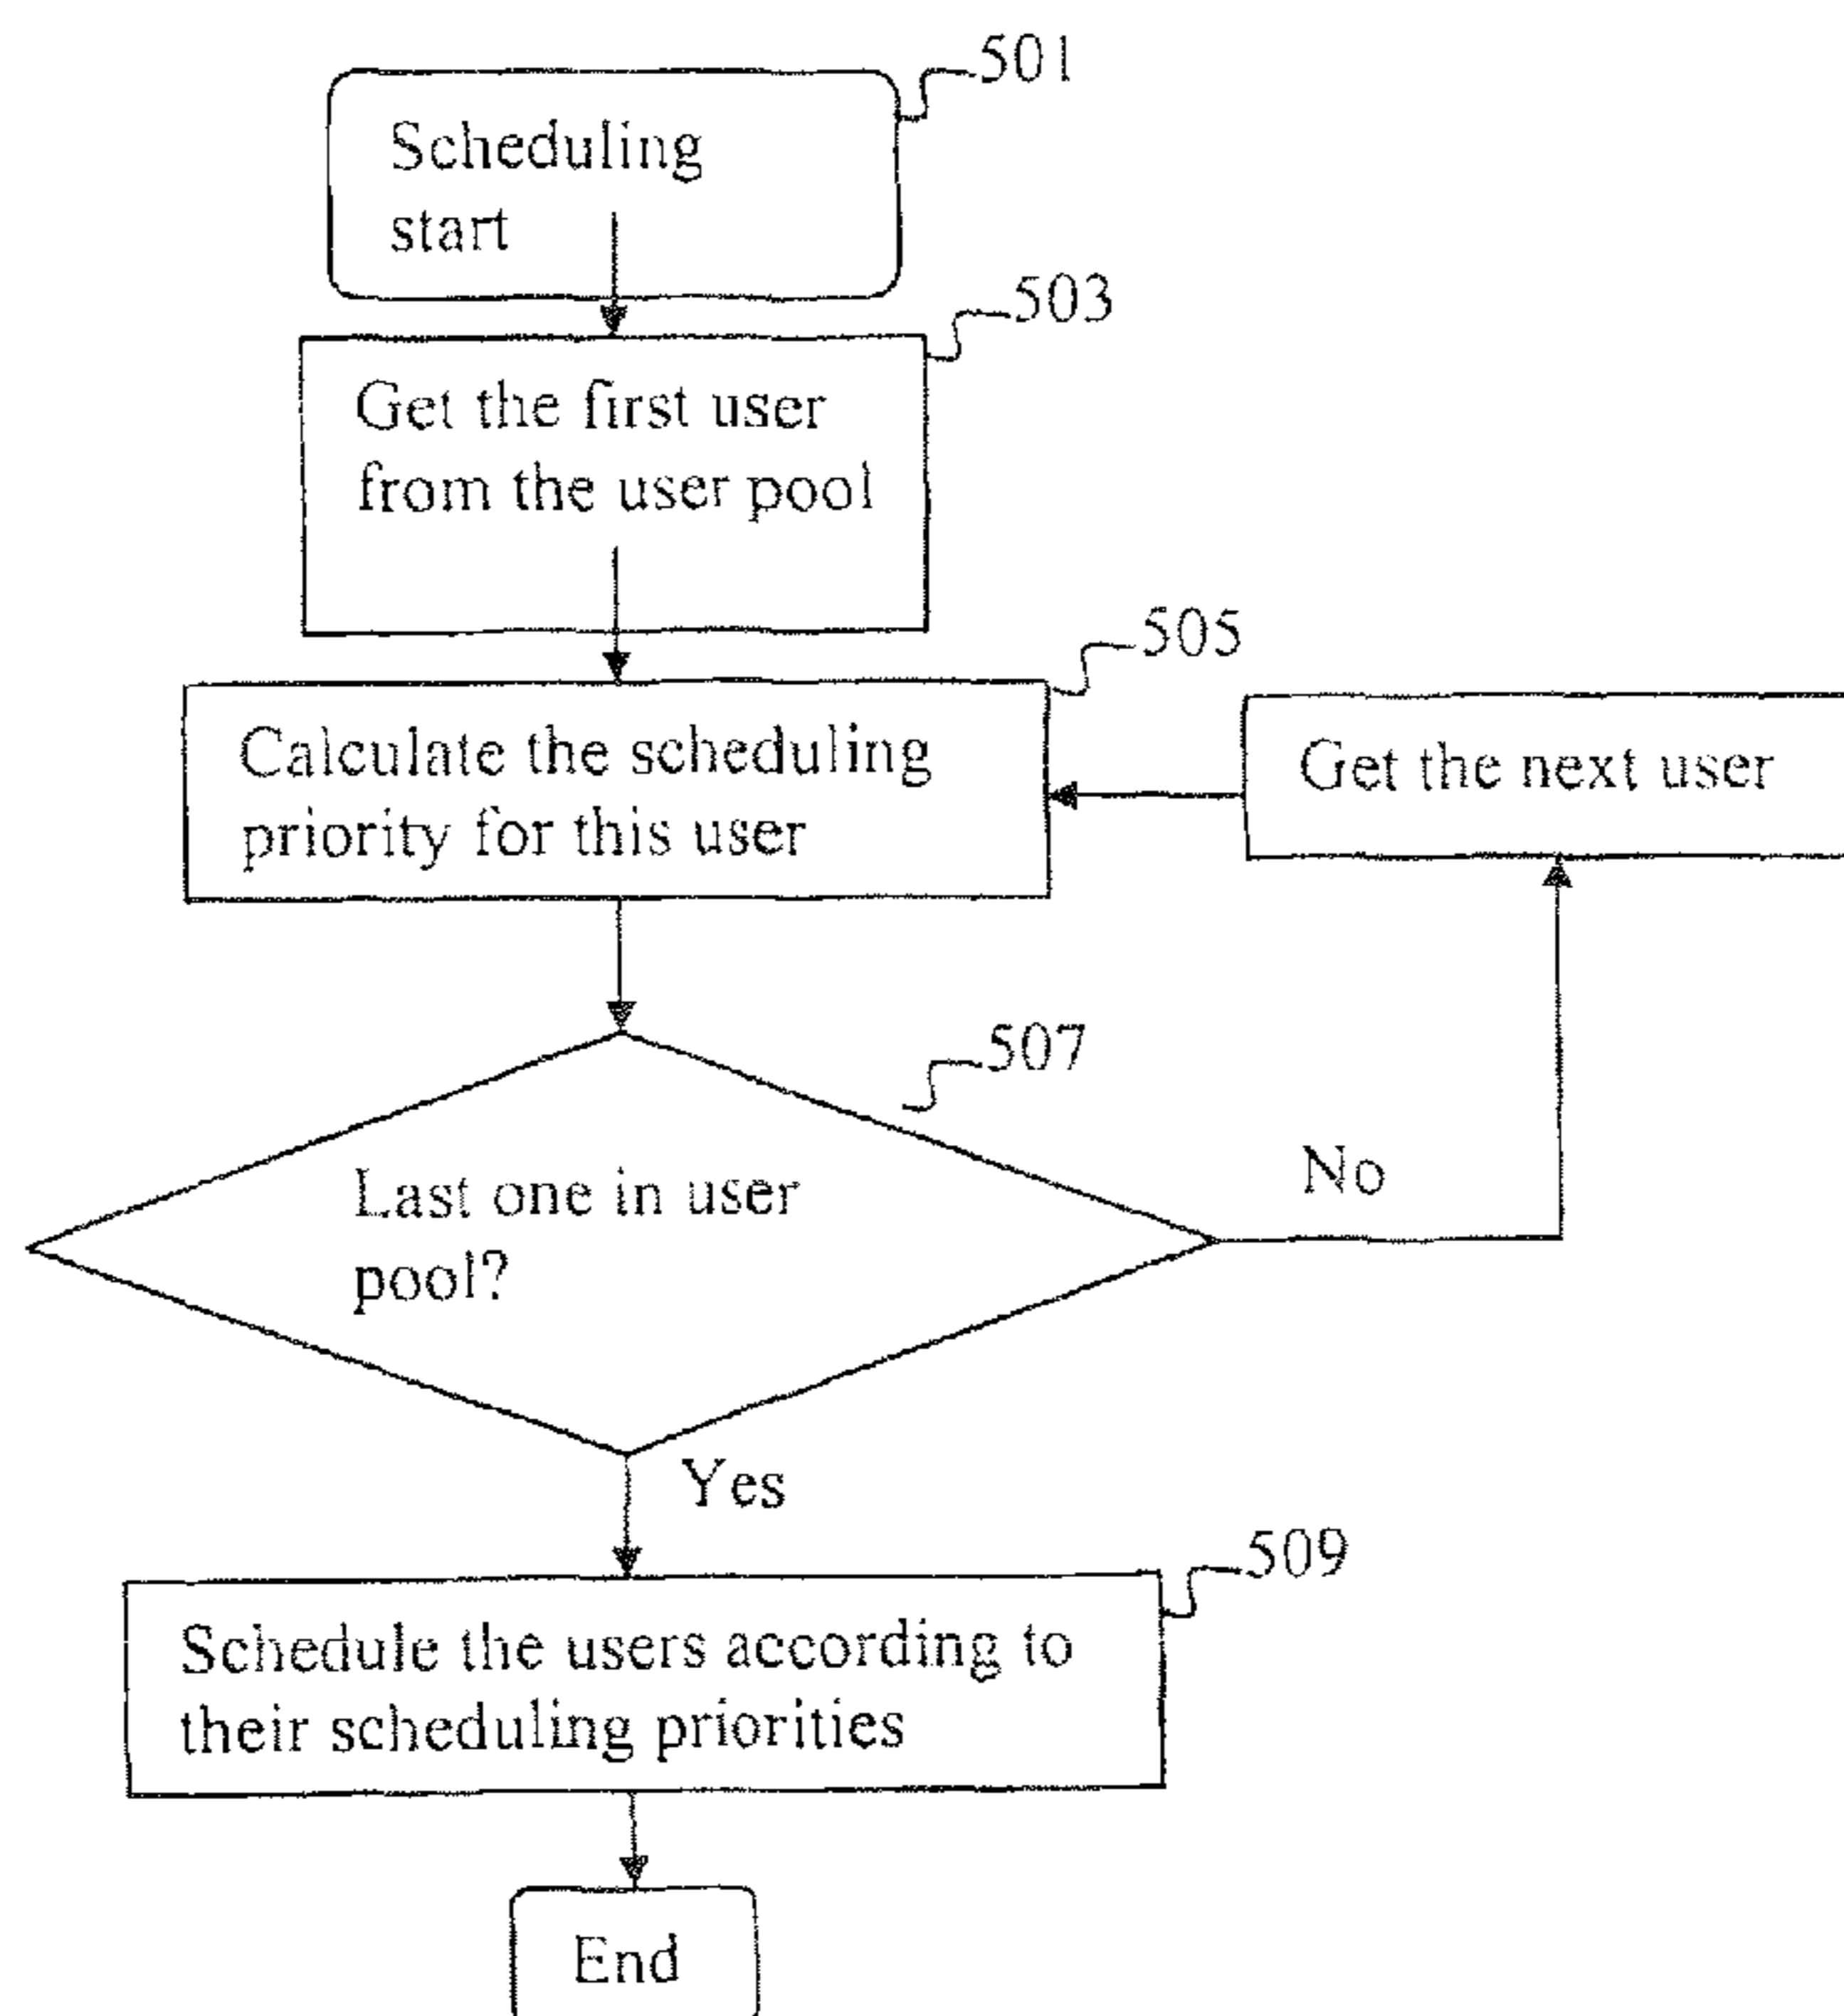 501
Scheduling
start
503
Get the first user
from the user pool
505
Calculate the scheduling
priority for this user
Get the next user
507
Last one in user
pool?
No
Yes
509
Schedule the users according to
their scheduling priorities
End